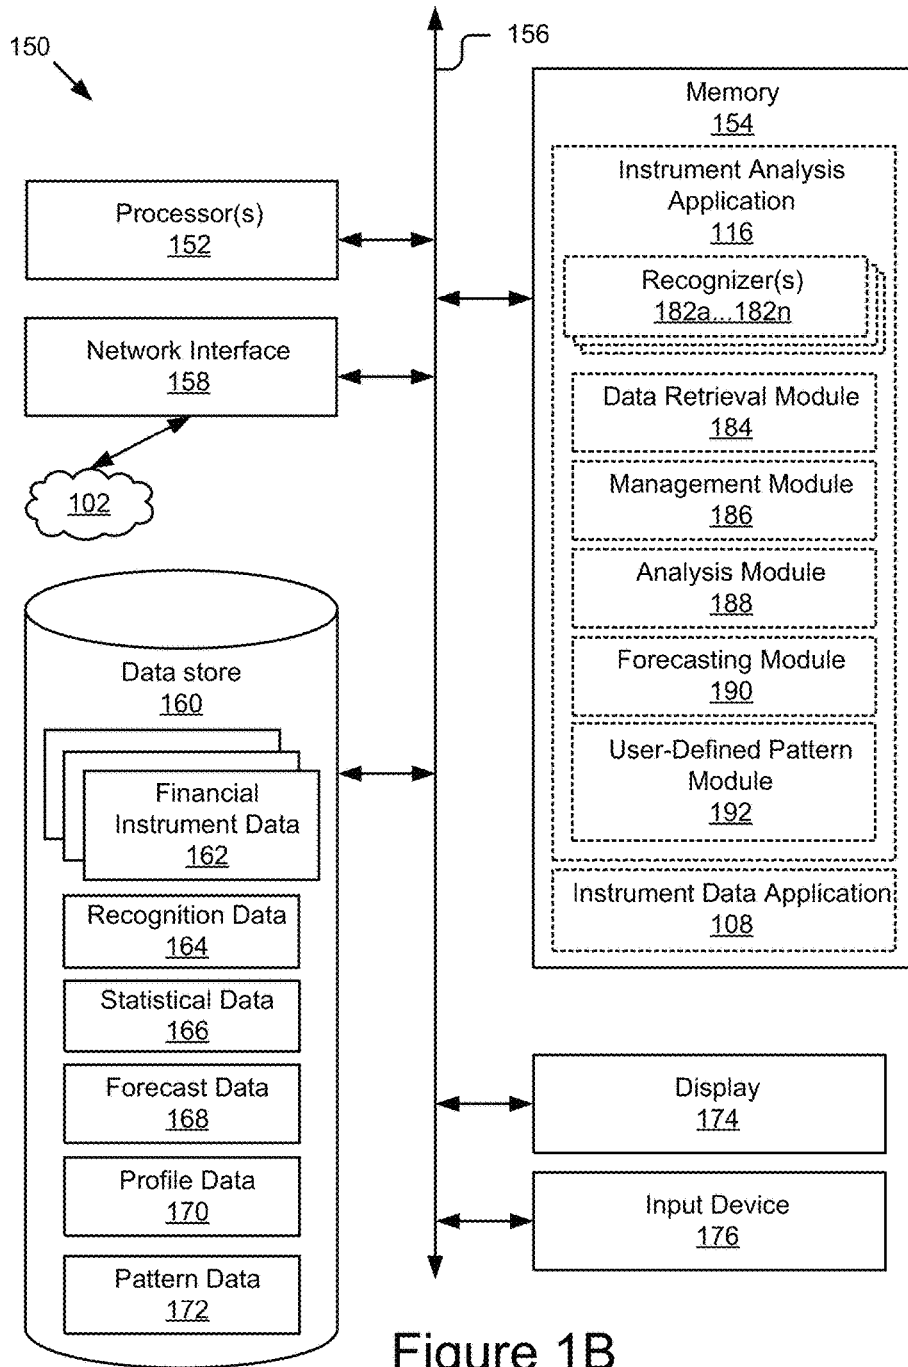 150
156
Processor(s)
152
Network Interface
158
102
Data store
160
Financial
Instrument Data
162
Recognition Data
164
Statistical Data
166
Forecast Data
168
Profile Data
170
Pattern Data
172
Memory
154
Instrument Analysis
Application
116
Recognizer(s)
182a...182n
Data Retrieval Module
184
Management Module
186
Analysis Module
188
Forecasting Module
190
User-Defined Pattern
Module
192
Instrument Data Application
108
Display
174
Input Device
176
Figure 1B